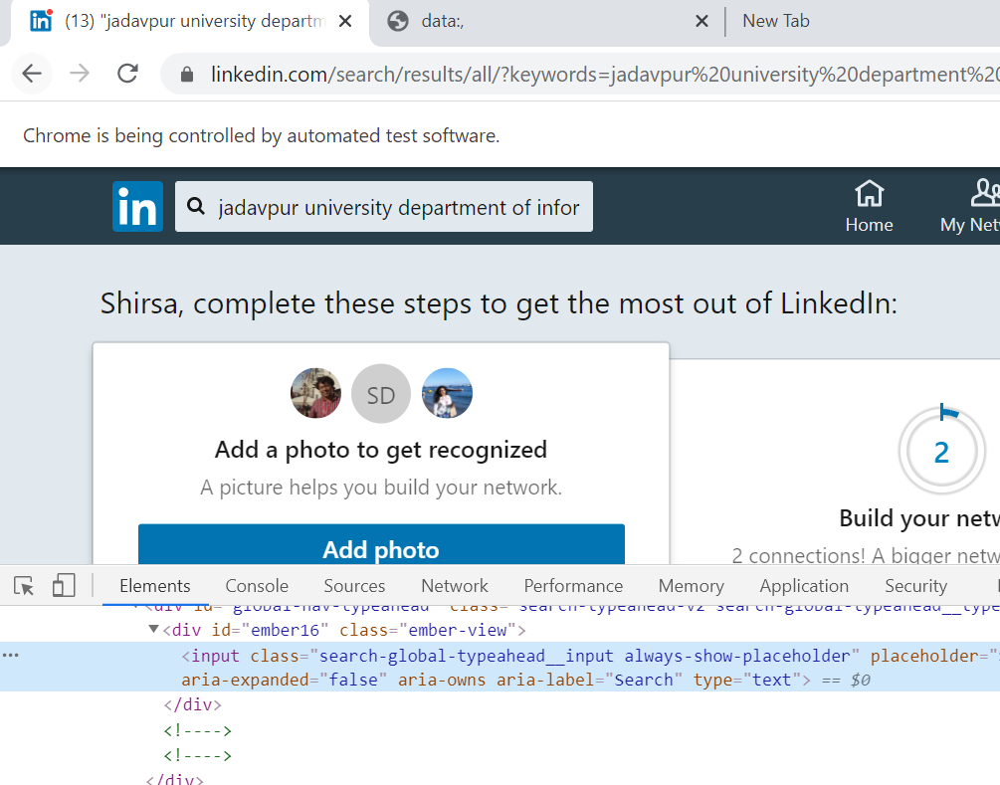 (13) "jadavpur university departm
data:,
New Tab
linkedin.com/search/results/all/?keywords=jadavpur%20university%20department%20
Chrome is being controlled by automated test software.
in jadavpur university department of infor
Home
My Net
Shirsa, complete these steps to get the most out of LinkedIn:
SD
Add a photo to get recognized
A picture helps you build your network.
Add photo
2
Build your netw
2 connections! A bigger netw
Elements Console Sources Network Performance Memory Application Security
<div id="global-nav-typeahead" class="search-typeahead-v2 search-global-typeahead__type
<div id="ember16" class="ember-view">
<input class="search-global-typeahead__input always-show-placeholder" placeholder="
aria-expanded="false" aria-owns aria-label="Search" type="text"> == $0
</div>
<!---->
<!---->
</div>